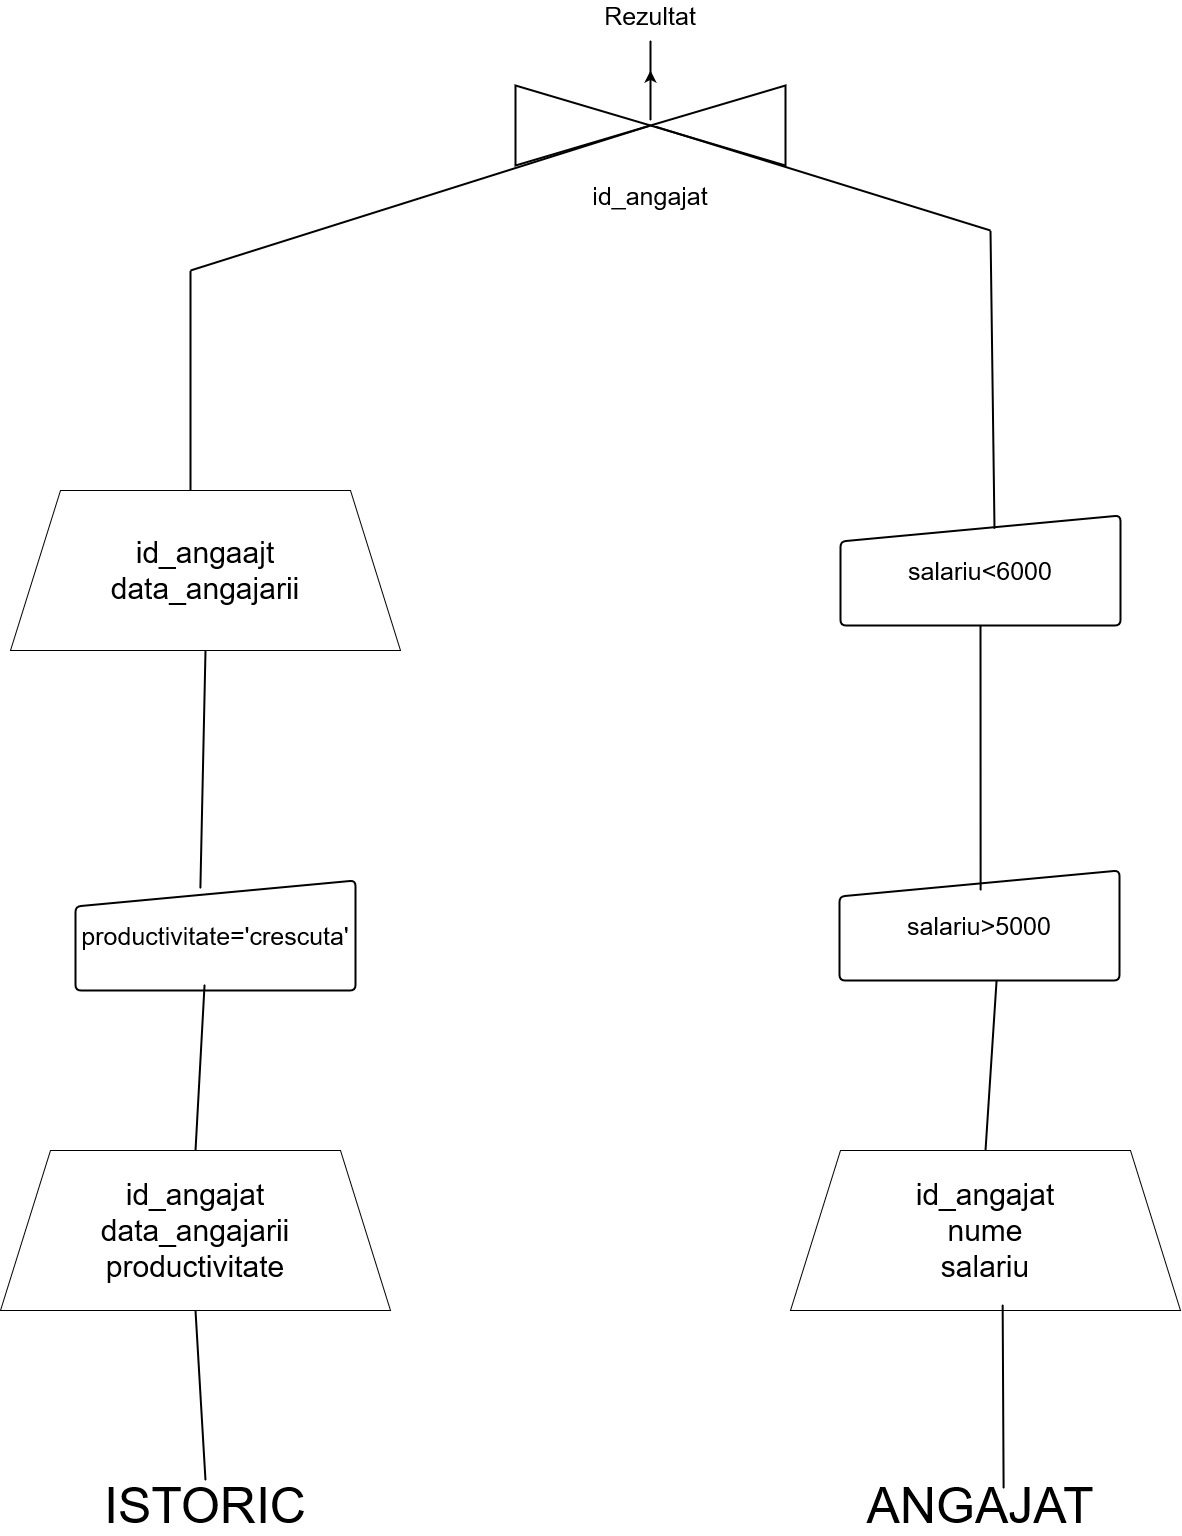 Rezultat
id_angajat
id_angaajt
data_angajarii
salariu<6000
productivitate='crescuta'
salariu>5000
id_angajat
data_angajarii
productivitate
id_angajat
nume
salariu
ISTORIC
ANGAJAT